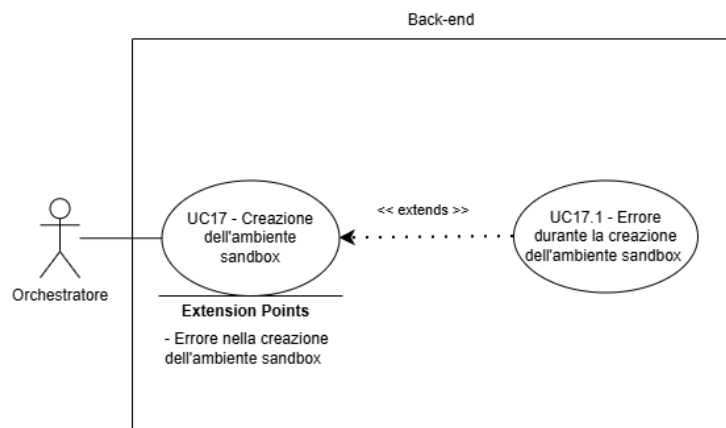 Back-end
UC17 - Creazione
dell'ambiente
sandbox
<< extends >>
UC17.1 - Errore
durante la creazione
dell'ambiente sandbox
Orchestratore
Extension Points
- Errore nella creazione
dell'ambiente sandbox